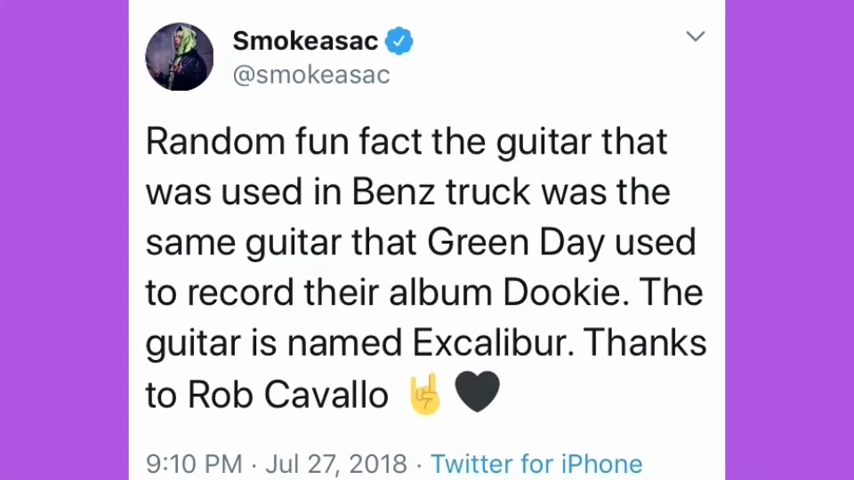 Smokeasac
@smokeasac
Random fun fact the guitar that
was used in Benz truck was the
same guitar that Green Day used
to record their album Dookie. The
guitar is named Excalibur. Thanks
to Rob Cavallo 🤘🖤
9:10 PM · Jul 27, 2018 · Twitter for iPhone